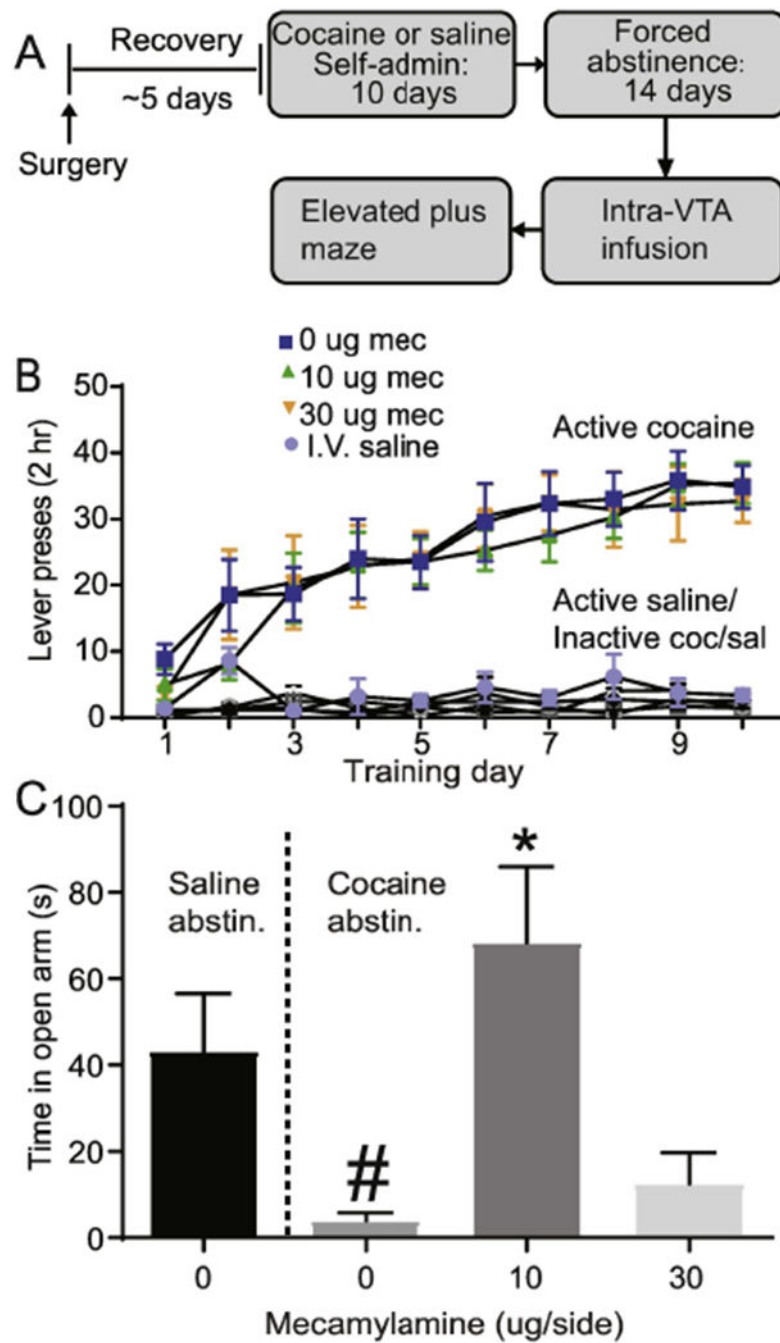 A
Recovery
~5 days
Surgery
Cocaine or saline
Self-admin:
10 days
Forced
abstinence:
14 days
Elevated plus
maze
Intra-VTA
infusion
B
0 ug mec
10 ug mec
30 ug mec
I.V. saline
50
40
30
20
10
0
Lever preses (2 hr)
Active cocaine
Active saline/
Inactive coc/sal
1 3 5 7 9
Training day
C
100
80
60
40
20
0
Time in open arm (s)
Saline
abstin.
Cocaine
abstin.
#
*
0 0 10 30
Mecamylamine (ug/side)